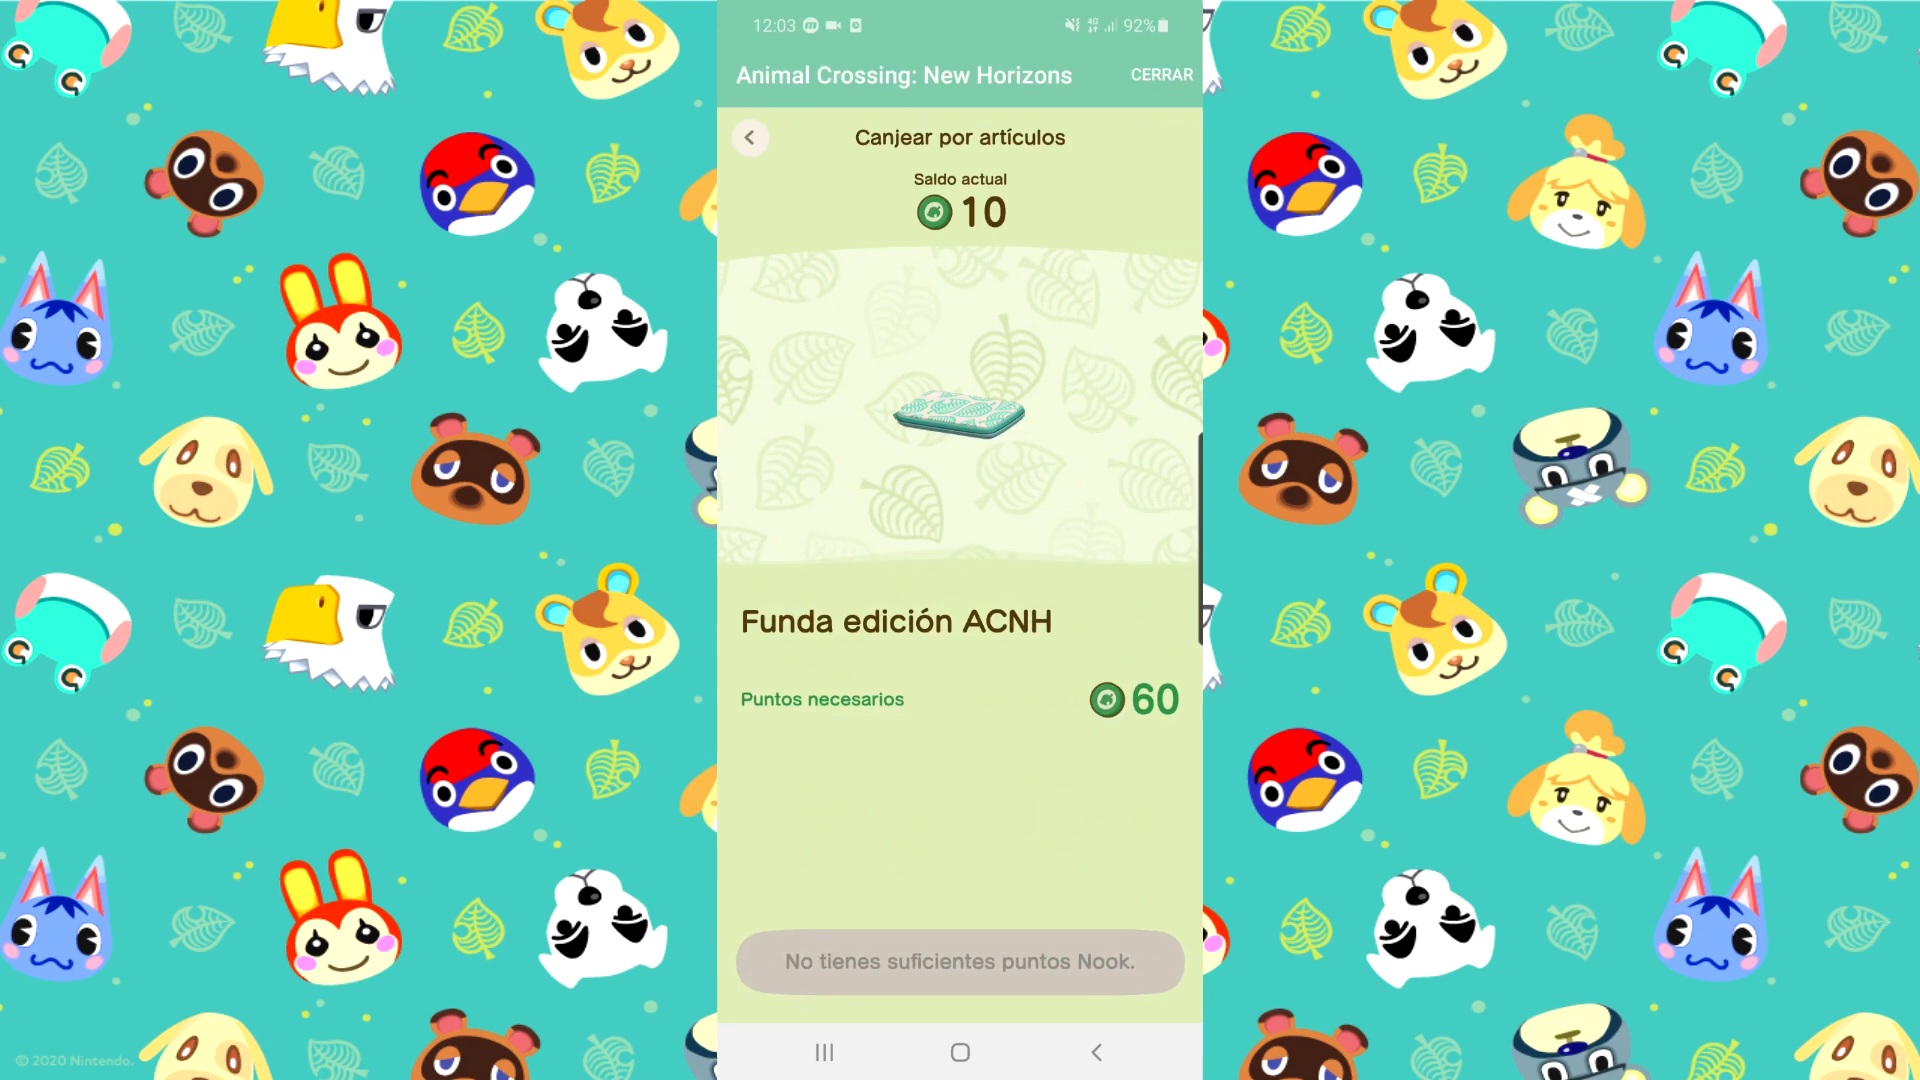 12:03
92%
Animal Crossing: New Horizons
CERRAR
Canjear por artículos
Saldo actual
10
Funda edición ACNH
Puntos necesarios
60
No tienes suficientes puntos Nook.
© 2020 Nintendo.